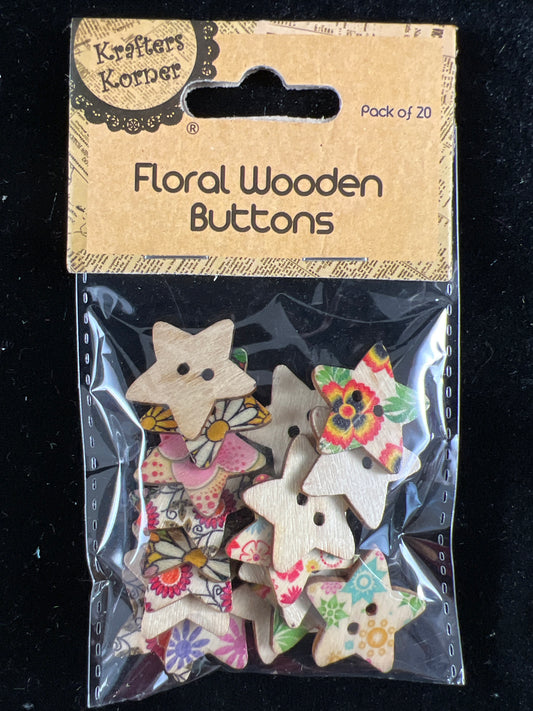 Krafters
Korner
®
Pack of 20
Floral Wooden
Buttons